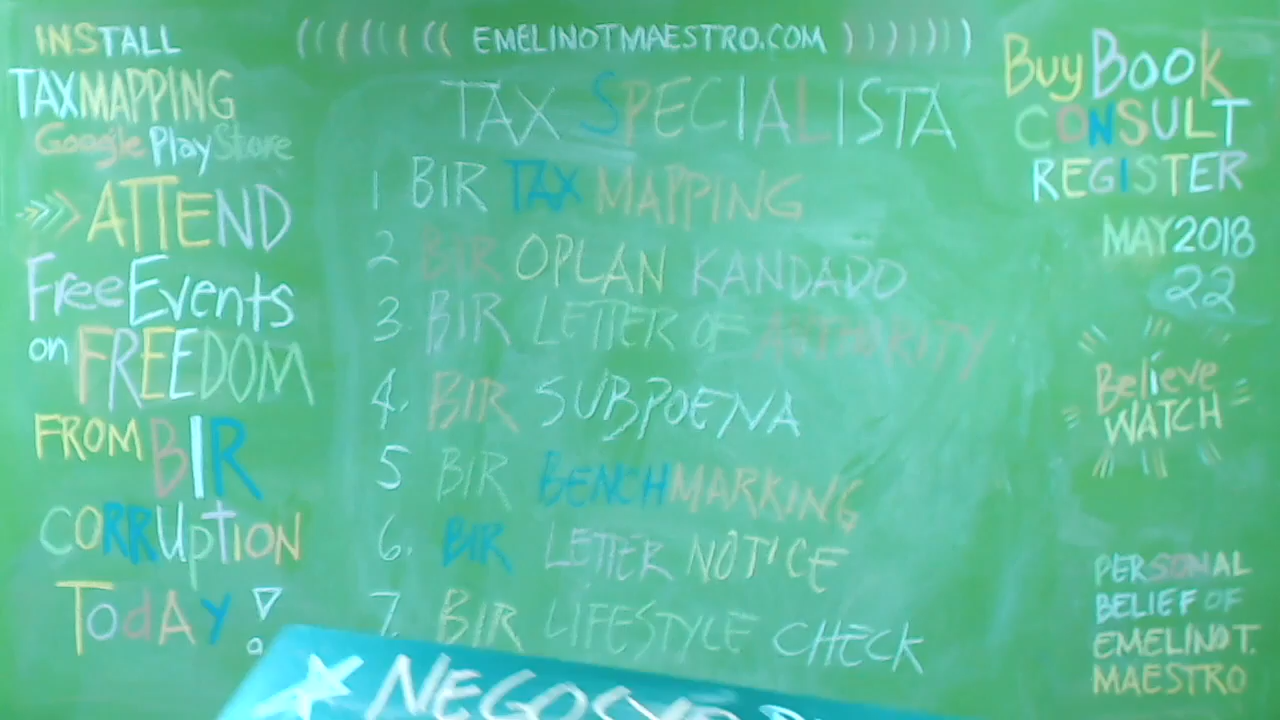 INSTALL
TAXMAPPING
Google Play Store
>>> ATTEND
Free Events
on FREEDOM
FROM BIR
CORRUPTION
TODAY!
((((((( EMELINOTMAESTRO.COM )))))))
TAX SPECIALISTA
1 BIR TAX MAPPING
2 BIR OPLAN KANDADO
3. BIR LETTER OF AUTHORITY
4. BIR SUBPOENA
5 BIR BENCHMARKING
6. BIR LETTER NOTICE
7. BIR LIFESTYLE CHECK
Buy Book
CONSULT
REGISTER
MAY 2018
22
Believe
WATCH
PERSONAL
BELIEF OF
EMELINO T.
MAESTRO